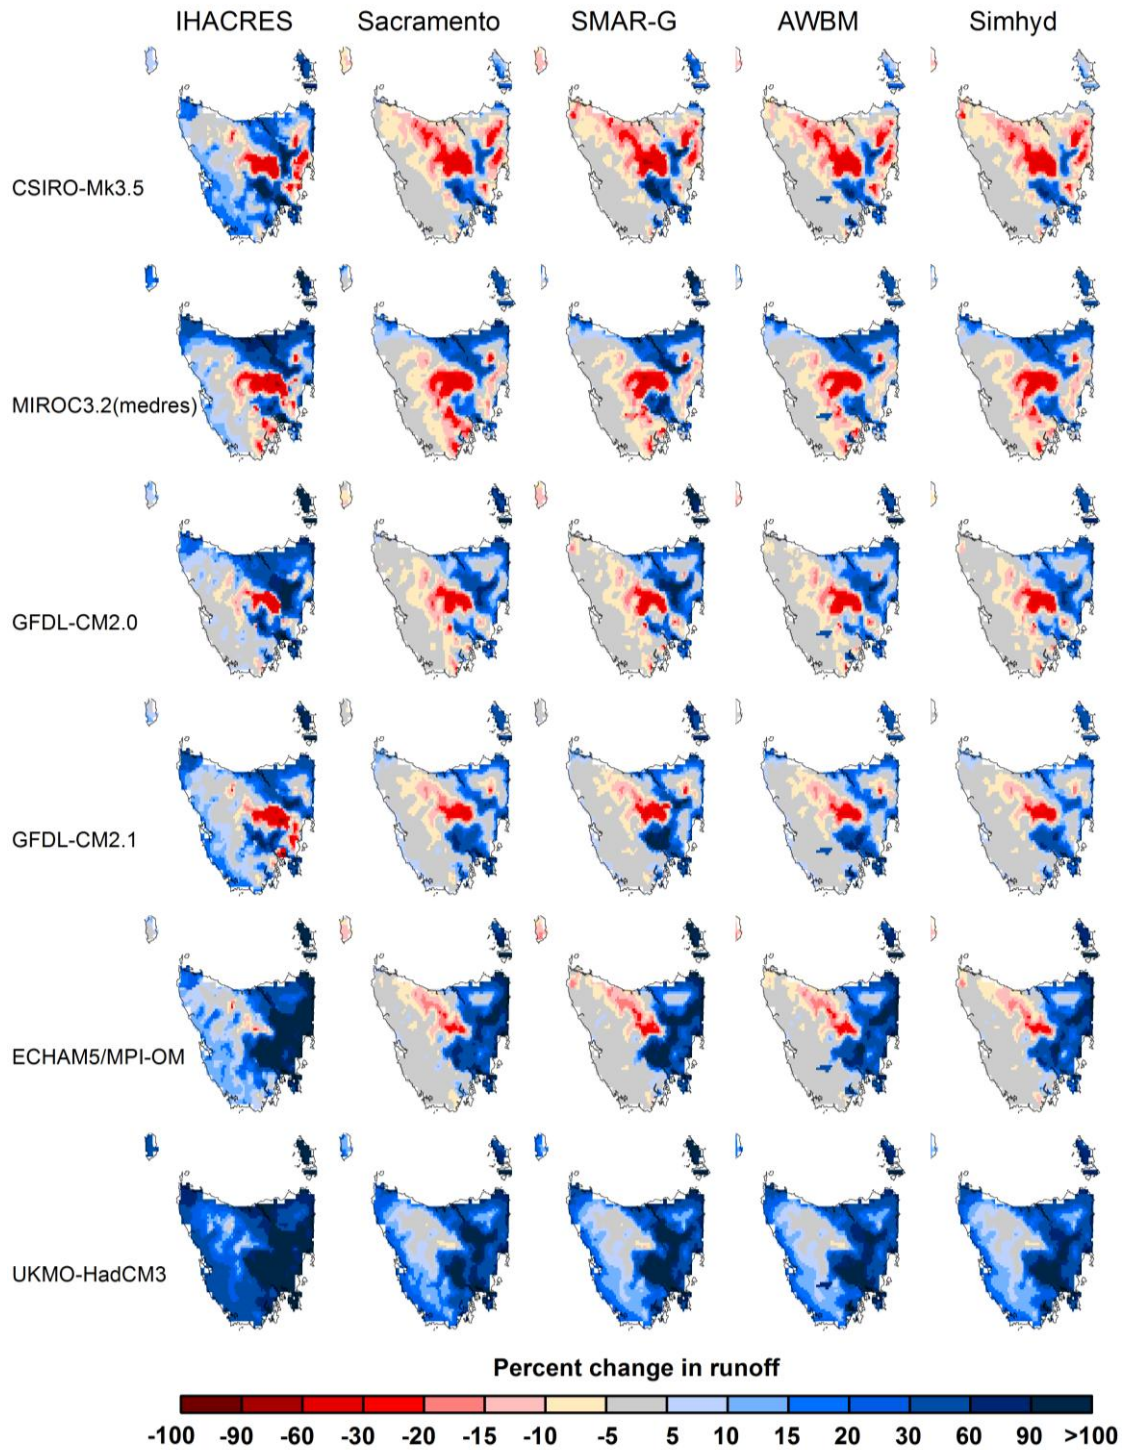 IHACRES Sacramento SMAR-G AWBM Simhyd
CSIRO-Mk3.5
MIROC3.2(medres)
GFDL-CM2.0
GFDL-CM2.1
ECHAM5/MPI-OM
UKMO-HadCM3
Percent change in runoff
-100 -90 -60 -30 -20 -15 -10 -5 5 10 15 20 30 60 90 >100